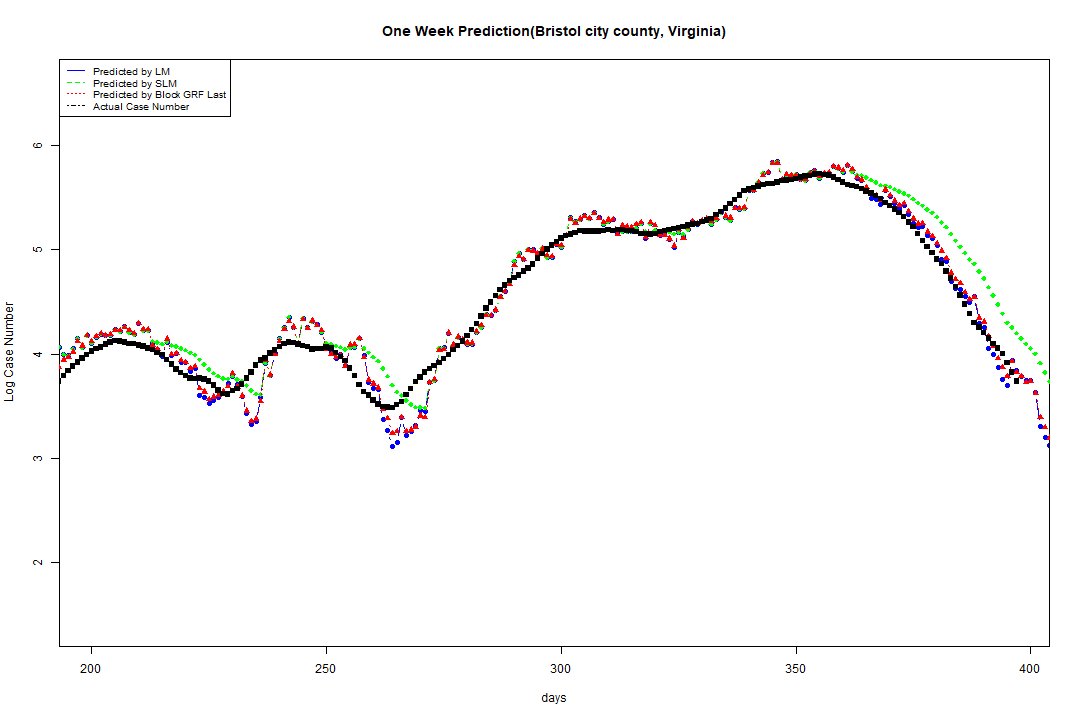 One Week Prediction(Bristol city county, Virginia)
Predicted by LM
Predicted by SLM
Predicted by Block GRF Last
Actual Case Number
6
5
4
3
2
Log Case Number
200 250 300 350 400
days